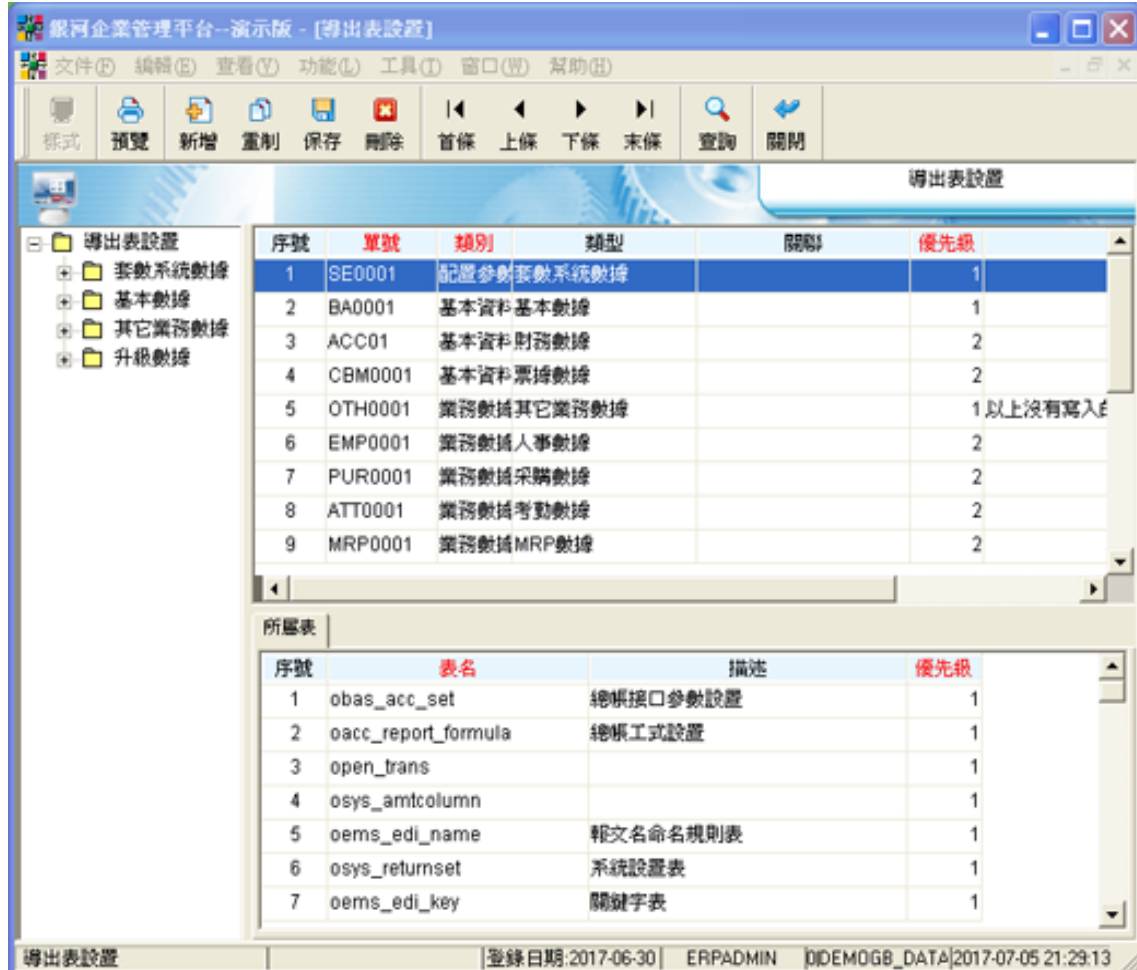 銀河企業管理平台--演示版 - [導出表設置]
文件(F) 編輯(E) 查看(V) 功能(L) 工具(T) 窗口(W) 幫助(H)
樣式 預覽 新增 重制 保存 刪除 首條 上條 下條 末條 查詢 關閉
導出表設置
導出表設置
套數系統數據
基本數據
其它業務數據
升級數據
序號 單號 類別 類型 關聯 優先級
1 SE0001 配置參數 套數系統數據 1
2 BA0001 基本資料 基本數據 1
3 ACC01 基本資料 財務數據 2
4 CBM0001 基本資料 票據數據 2
5 OTH0001 業務數據 其它業務數據 1 以上沒有寫入
6 EMP0001 業務數據 人事數據 2
7 PUR0001 業務數據 采購數據 2
8 ATT0001 業務數據 考勤數據 2
9 MRP0001 業務數據 MRP數據 2
所屬表
序號 表名 描述 優先級
1 obas_acc_set 總帳接口參數設置 1
2 oacc_report_formula 總帳工式設置 1
3 open_trans 1
4 osys_amtcolumn 1
5 oems_edi_name 報文名命名規則表 1
6 osys_returnset 系統設置表 1
7 oems_edi_key 關鍵字表 1
導出表設置 登錄日期:2017-06-30 ERPADMIN 0|DEMOGB_DATA 2017-07-05 21:29:13